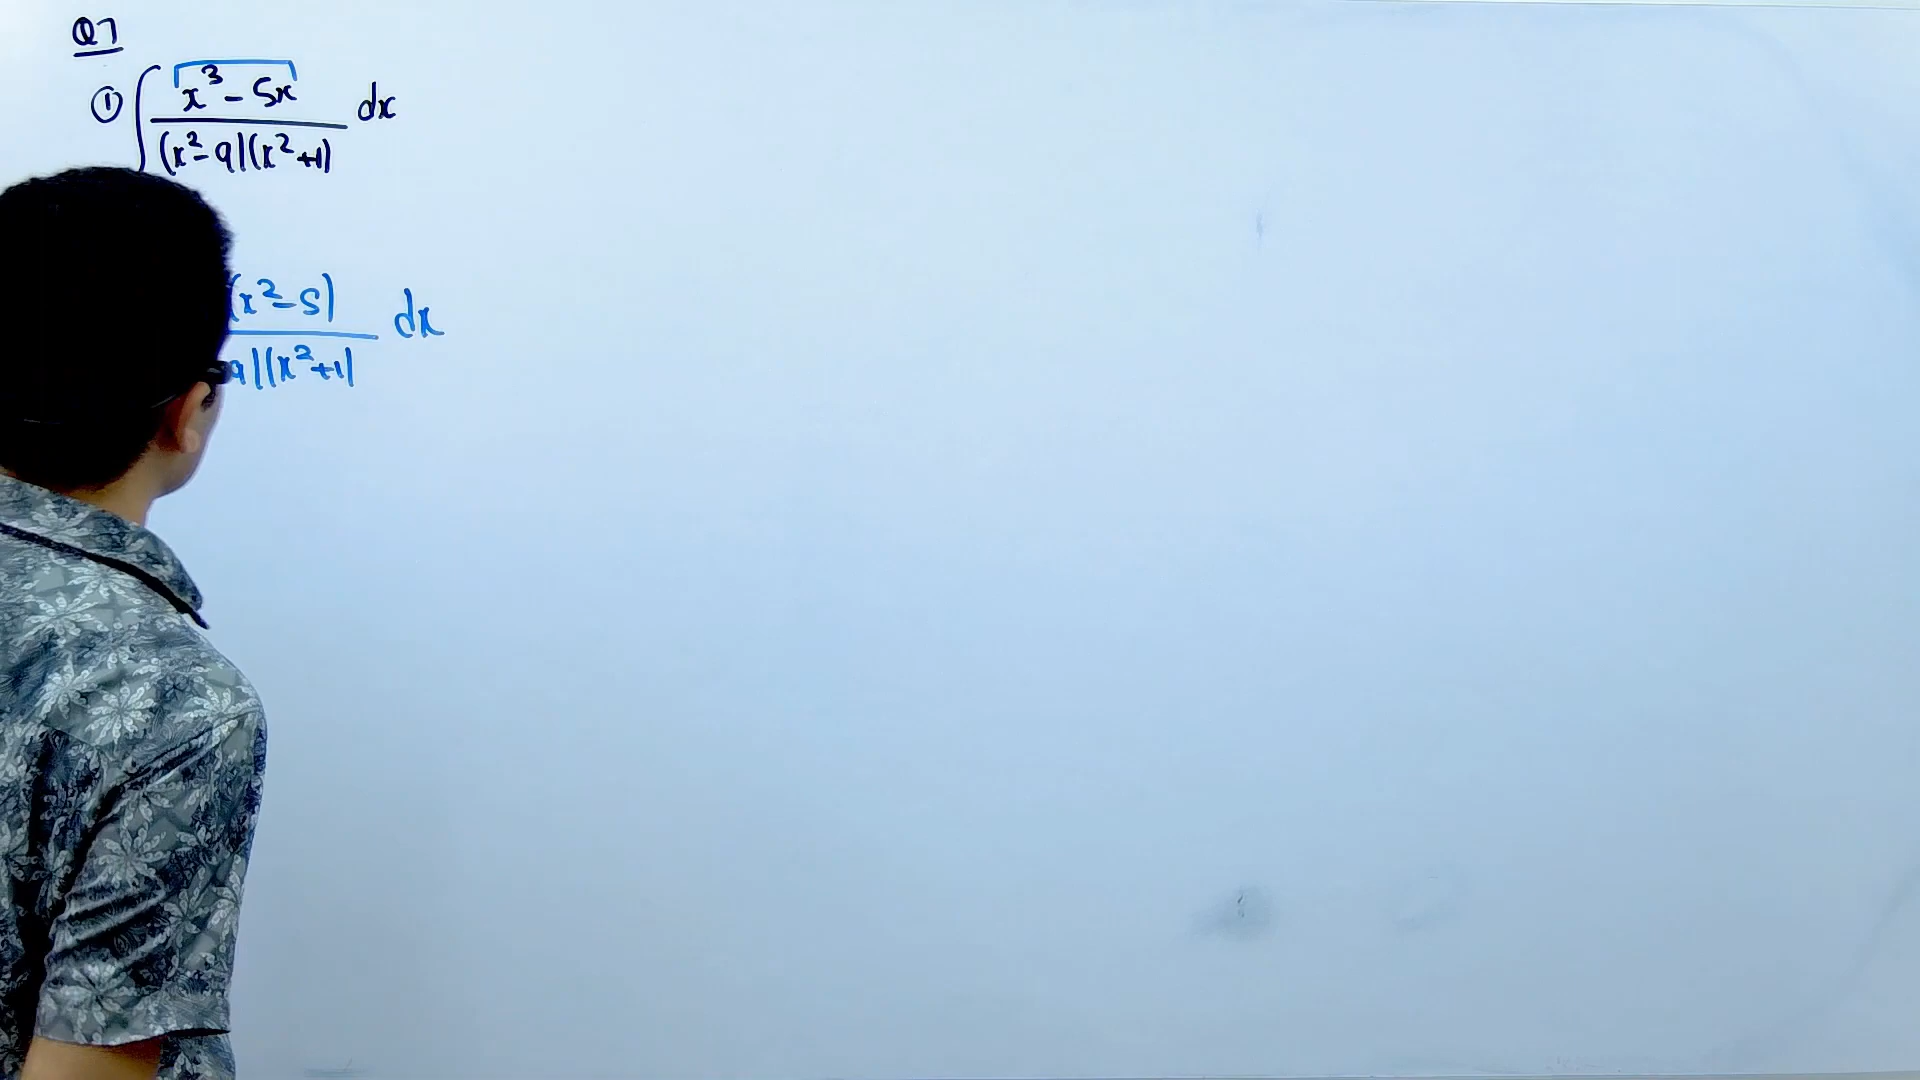 Q7
① ∫ x³ - 5x / (x² - 9)(x² + 1) dx
(x² - 5) / 9)(x² + 1) dx